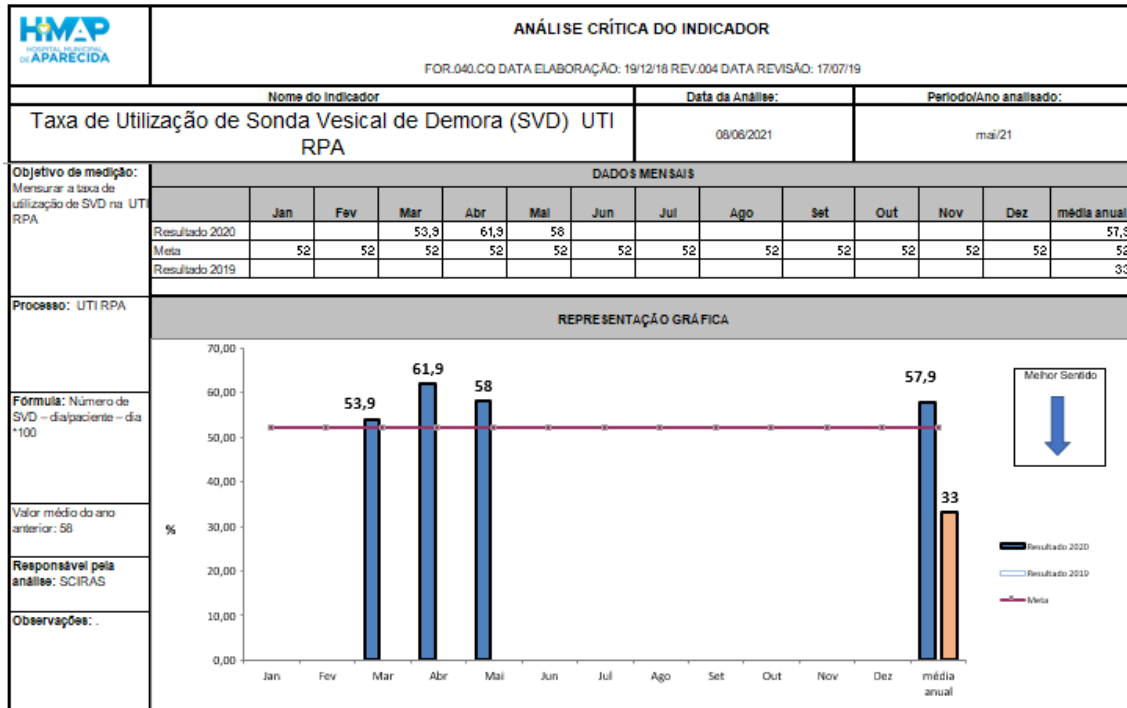 HMAP
HOSPITAL MUNICIPAL
DE APARECIDA
ANÁLISE CRÍTICA DO INDICADOR
FOR.040.CQ DATA ELABORAÇÃO: 19/12/18 REV.004 DATA REVISÃO: 17/07/19
Nome do Indicador Data da Análise: Período/Ano analisado:
Taxa de Utilização de Sonda Vesical de Demora (SVD) UTI
RPA
08/06/2021 mai/21
Objetivo de medição:
Mensurar a taxa de
utilização de SVD na UTI
RPA
DADOS MENSAIS
Jan Fev Mar Abr Mai Jun Jul Ago Set Out Nov Dez média anual
Resultado 2020 53,9 61,9 58 57,9
Meta 52 52 52 52 52 52 52 52 52 52 52 52 52
Resultado 2019 33
Processo: UTI RPA
REPRESENTAÇÃO GRÁFICA
Fórmula: Número de
SVD – dia/paciente – dia
*100
Valor médio do ano
anterior: 58
Responsável pela
análise: SCIRAS
Observações: .
%
70,00
60,00
50,00
40,00
30,00
20,00
10,00
0,00
53,9
61,9
58
57,9
33
Jan Fev Mar Abr Mai Jun Jul Ago Set Out Nov Dez média
anual
Melhor Sentido
Resultado 2020
Resultado 2019
Meta